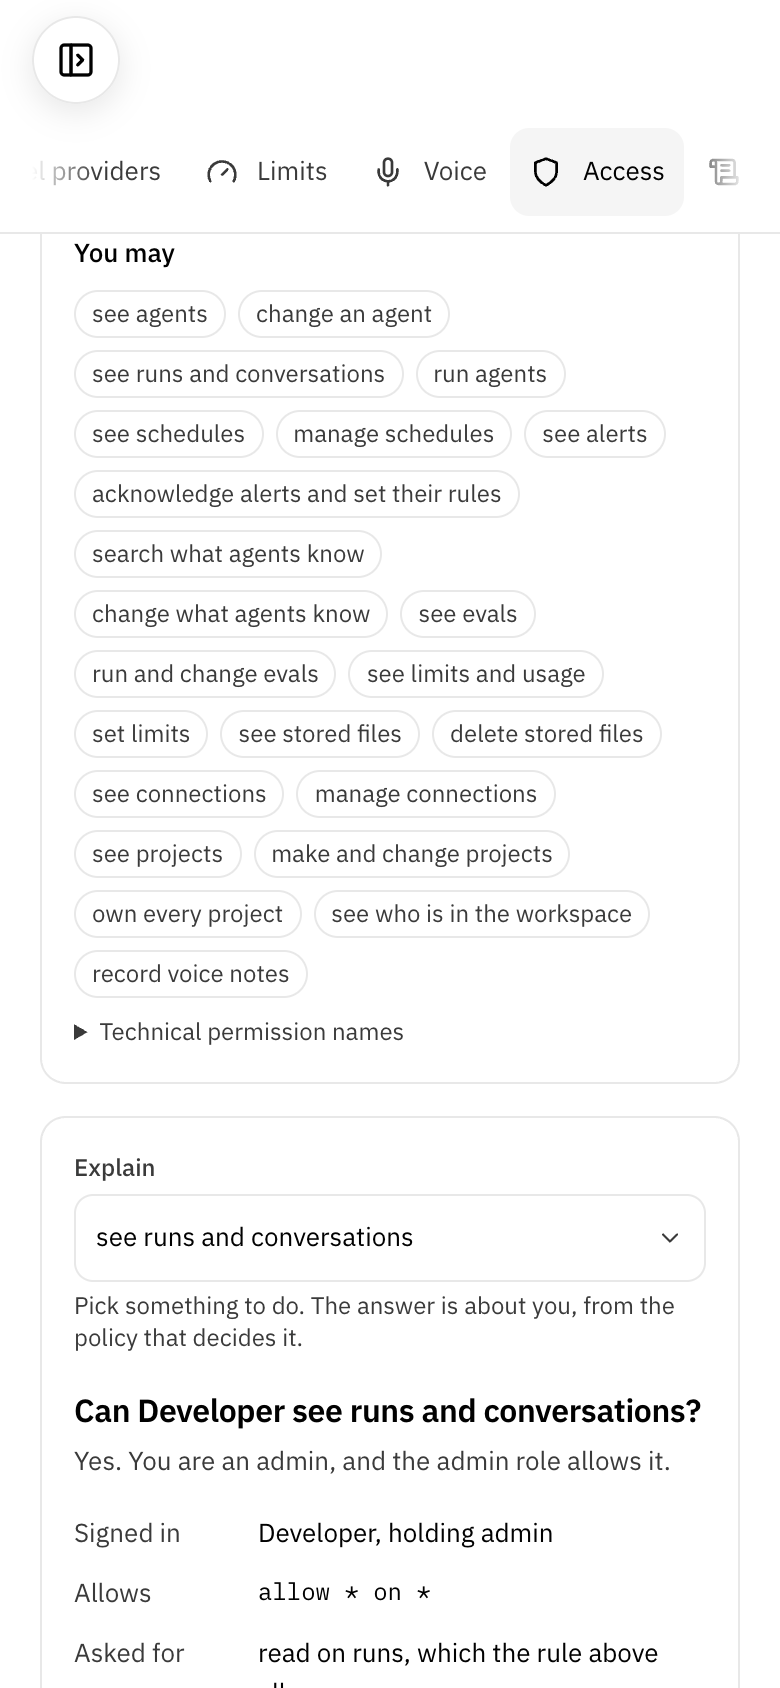 providers
Limits
Voice
Access
You may
see agents
change an agent
see runs and conversations
run agents
see schedules
manage schedules
see alerts
acknowledge alerts and set their rules
search what agents know
change what agents know
see evals
run and change evals
see limits and usage
set limits
see stored files
delete stored files
see connections
manage connections
see projects
make and change projects
own every project
see who is in the workspace
record voice notes
Technical permission names
Explain
see runs and conversations
Pick something to do. The answer is about you, from the
policy that decides it.
Can Developer see runs and conversations?
Yes. You are an admin, and the admin role allows it.
Signed in
Developer, holding admin
Allows
allow * on *
Asked for
read on runs, which the rule above